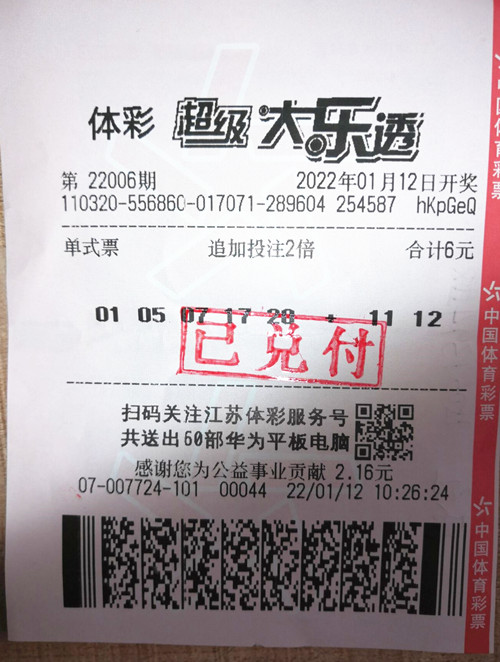 体彩 超级大乐透
第 22006期 2022年01月12日开奖
110320-556860-017071-289604 254587 hKpGeQ
单式票 追加投注2倍 合计6元
01 05 07 17 28 + 11 12
已兑付
扫码关注江苏体彩服务号
共送出60部华为平板电脑
感谢您为公益事业贡献 2.16元
07-007724-101 00044 22/01/12 10:26:24
中国体育彩票
中国体育彩票
中国体育彩票